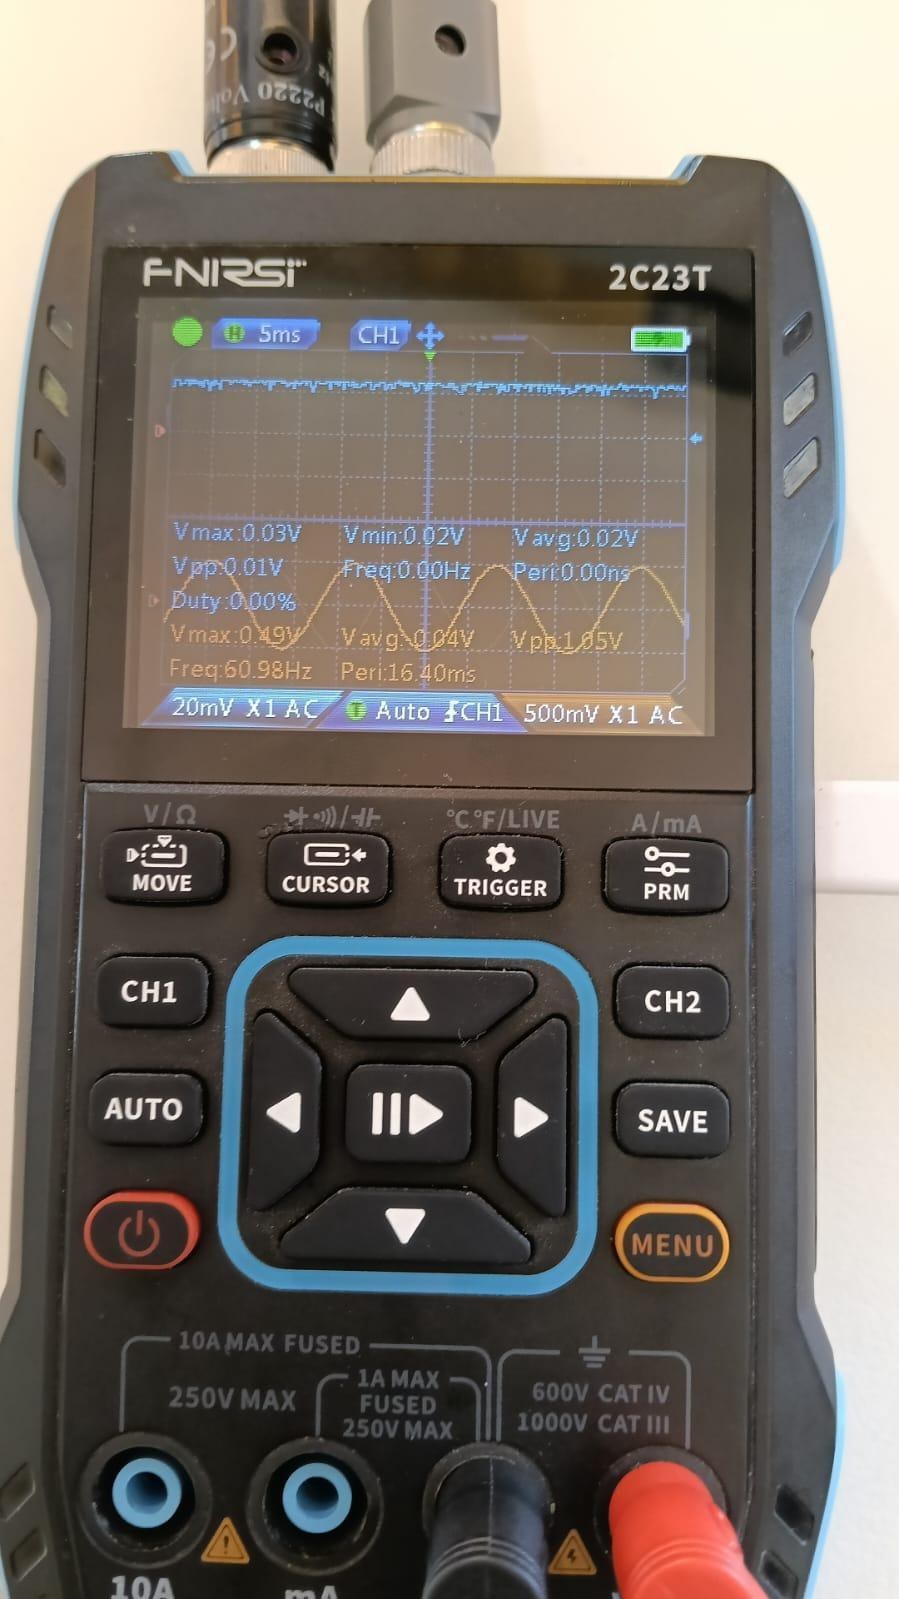 P2220 Vol
FNIRSI
2C23T
H 5ms CH1
Vmax:0.03V Vmin:0.02V Vavg:0.02V
Vpp:0.01V Freq:0.00Hz Peri:0.00ns
Duty:0.00%
Vmax:0.49V Vavg:0.04V Vpp:1.05V
Freq:60.98Hz Peri:16.40ms
20mV X1 AC T Auto CH1 500mV X1 AC
V/Ω °C °F/LIVE A/mA
MOVE CURSOR TRIGGER PRM
CH1 CH2
AUTO SAVE
MENU
10A MAX FUSED
250V MAX
1A MAX
FUSED
250V MAX
600V CAT IV
1000V CAT III
10A mA